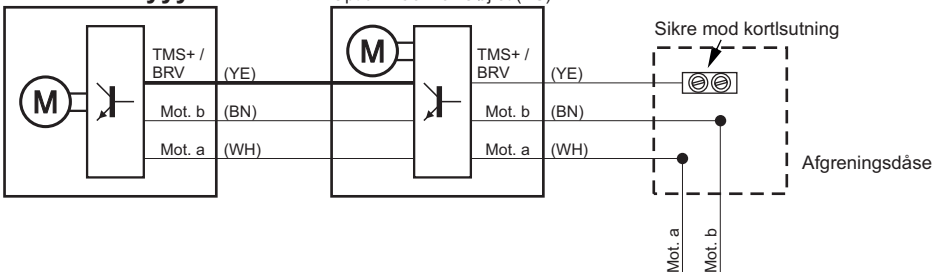 Sikre mod kortlsutning
M
TMS+ /
BRV
(YE)
Mot. b
(BN)
Mot. a
(WH)
M
TMS+ /
BRV
(YE)
Mot. b
(BN)
Mot. a
(WH)
Afgreningsdåse
Mot. a
Mot. b